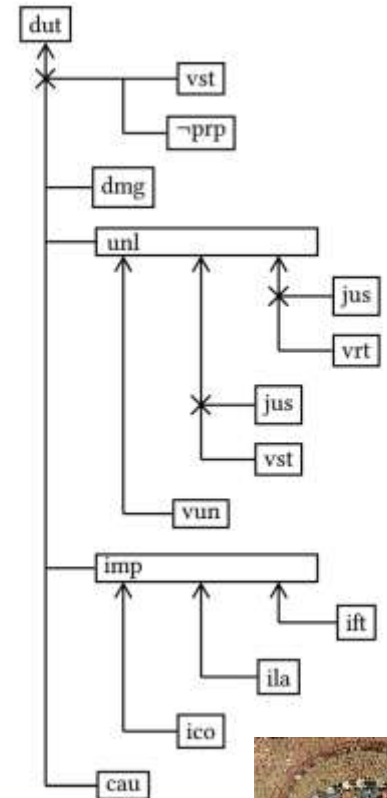 dut
vst
¬prp
dmg
unl
jus
vrt
jus
vst
vun
imp
ift
ila
ico
cau